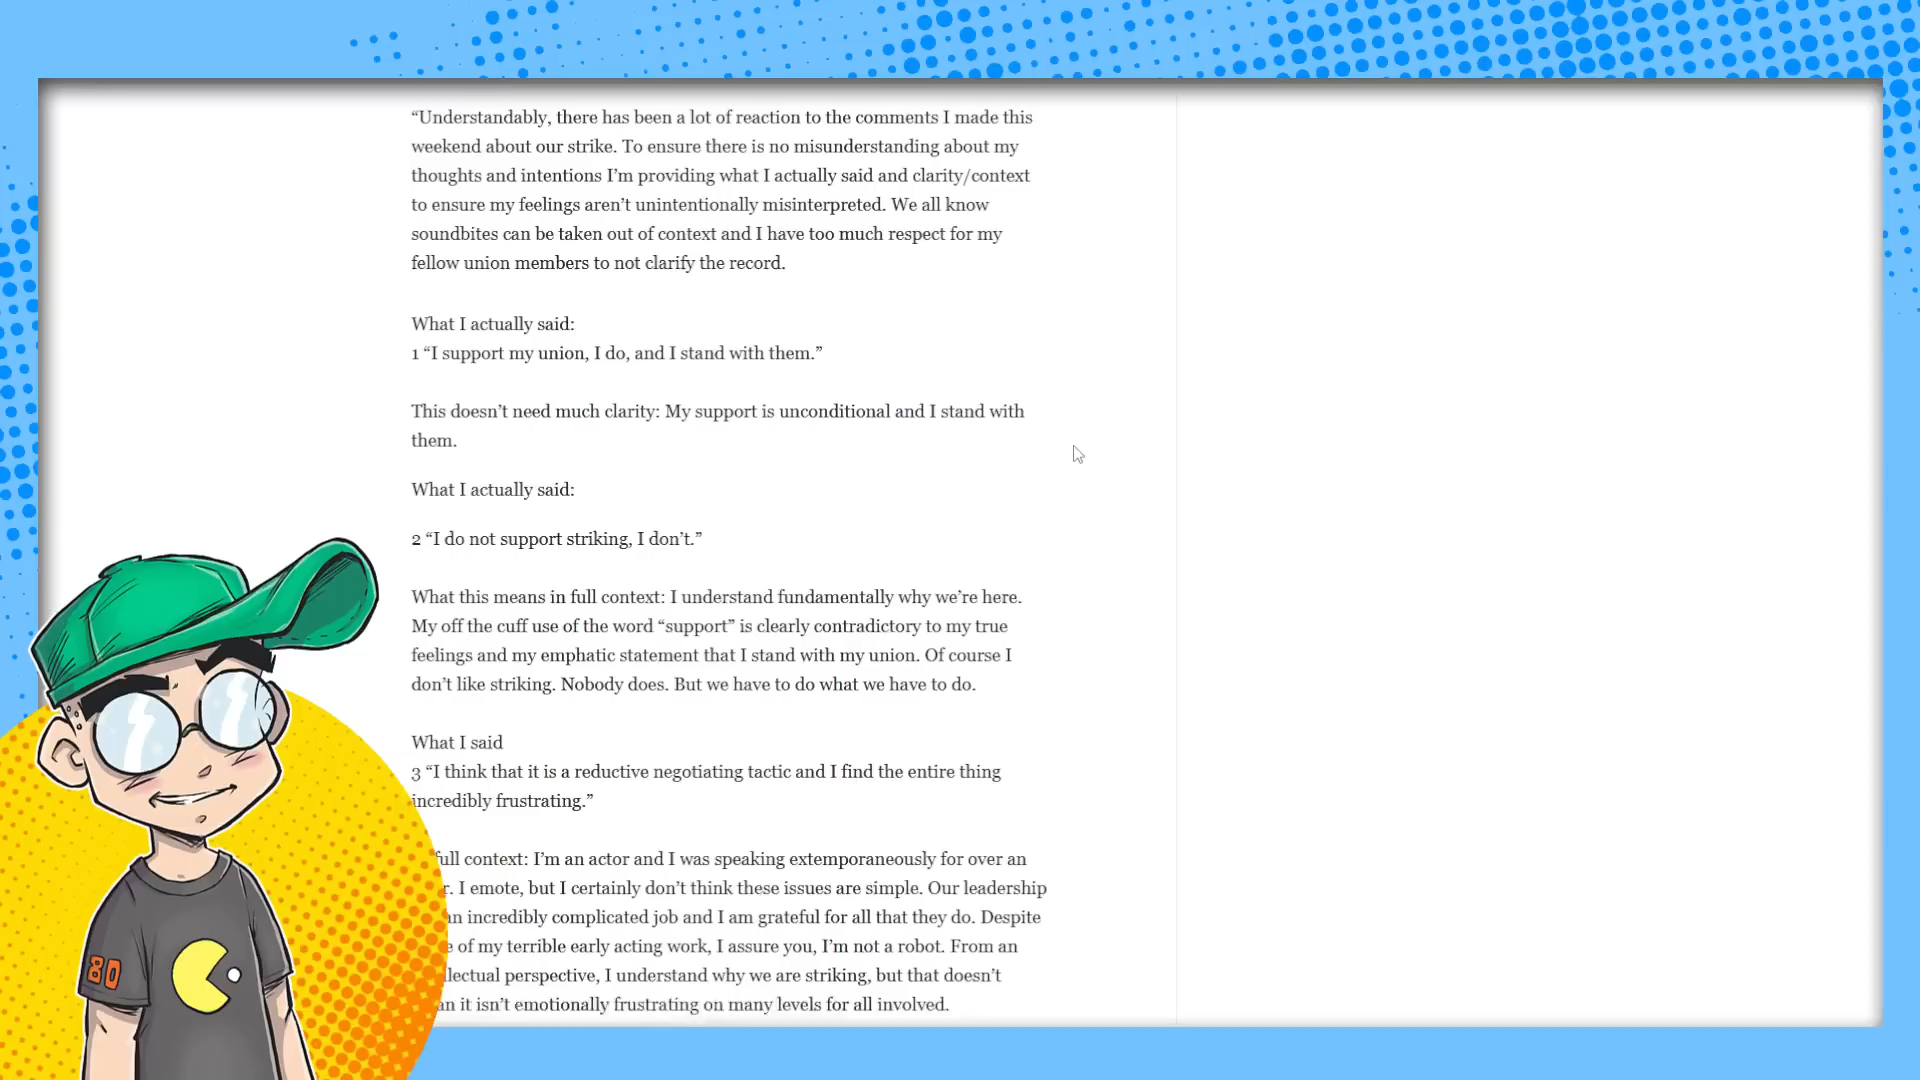 “Understandably, there has been a lot of reaction to the comments I made this
weekend about our strike. To ensure there is no misunderstanding about my
thoughts and intentions I’m providing what I actually said and clarity/context
to ensure my feelings aren’t unintentionally misinterpreted. We all know
soundbites can be taken out of context and I have too much respect for my
fellow union members to not clarify the record.
What I actually said:
1 “I support my union, I do, and I stand with them.”
This doesn’t need much clarity: My support is unconditional and I stand with
them.
What I actually said:
2 “I do not support striking, I don’t.”
What this means in full context: I understand fundamentally why we’re here.
My off the cuff use of the word “support” is clearly contradictory to my true
feelings and my emphatic statement that I stand with my union. Of course I
don’t like striking. Nobody does. But we have to do what we have to do.
What I said
3 “I think that it is a reductive negotiating tactic and I find the entire thing
incredibly frustrating.”
full context: I’m an actor and I was speaking extemporaneously for over an
I emote, but I certainly don’t think these issues are simple. Our leadership
an incredibly complicated job and I am grateful for all that they do. Despite
of my terrible early acting work, I assure you, I’m not a robot. From an
perspective, I understand why we are striking, but that doesn’t
it isn’t emotionally frustrating on many levels for all involved.
80